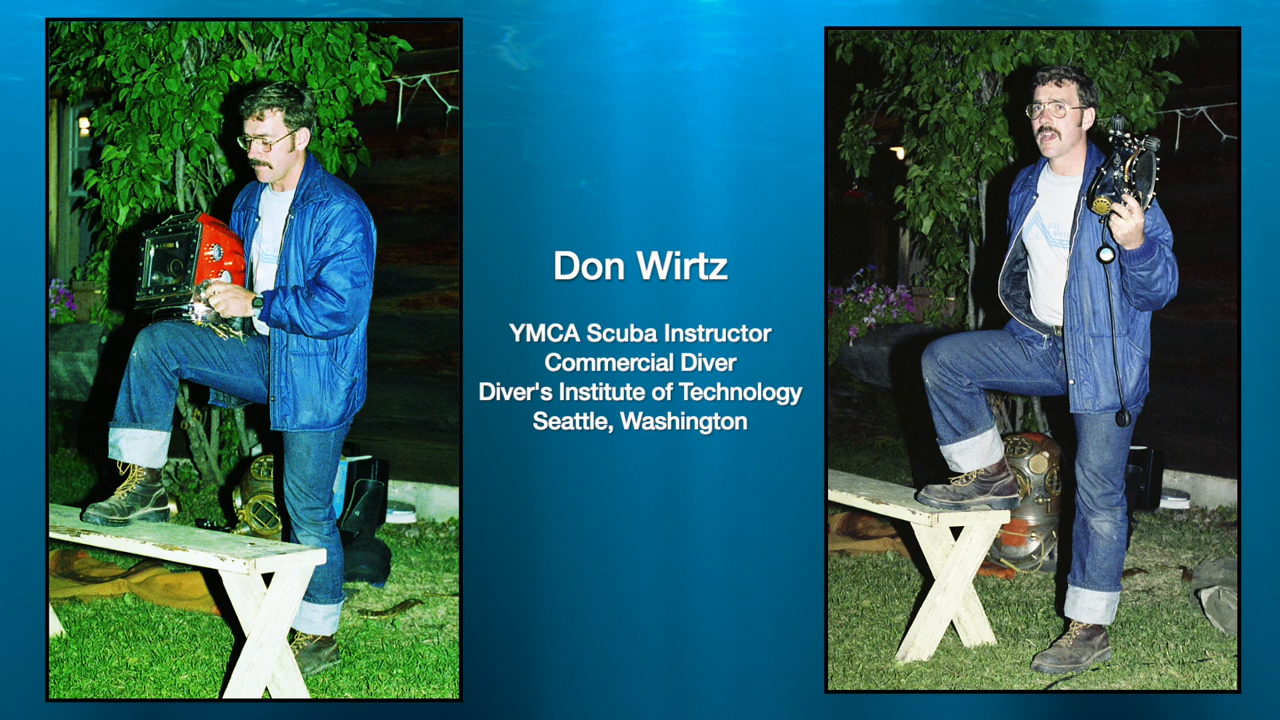 Don Wirtz
YMCA Scuba Instructor
Commercial Diver
Diver's Institute of Technology
Seattle, Washington